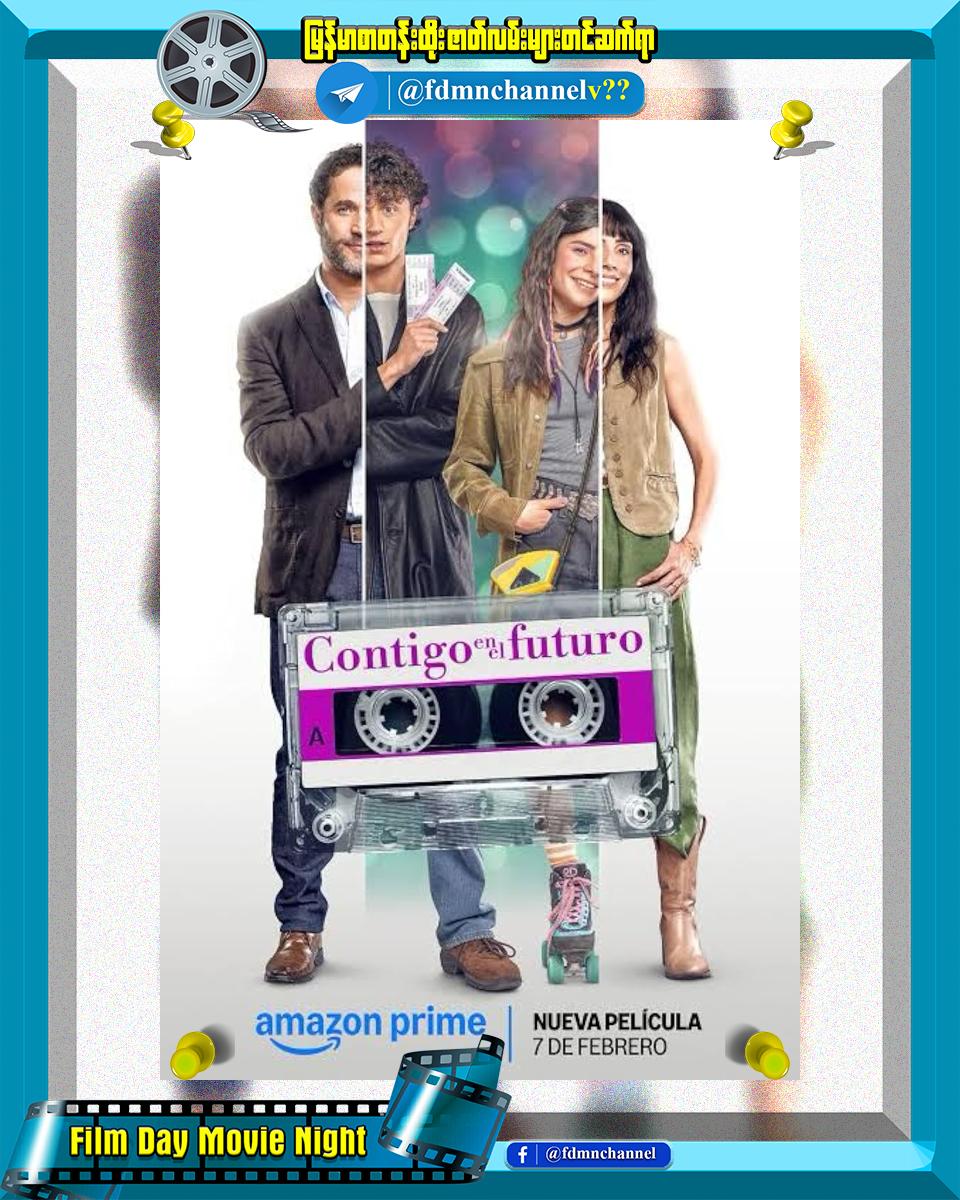 မြန်မာစာတန်းထိုးဇာတ်လမ်းများတင်ဆက်ရာ
@fdmnchannelv??
Contigo en el futuro
A
amazon prime
NUEVA PELÍCULA
7 DE FEBRERO
Film Day Movie Night
f @fdmnchannel